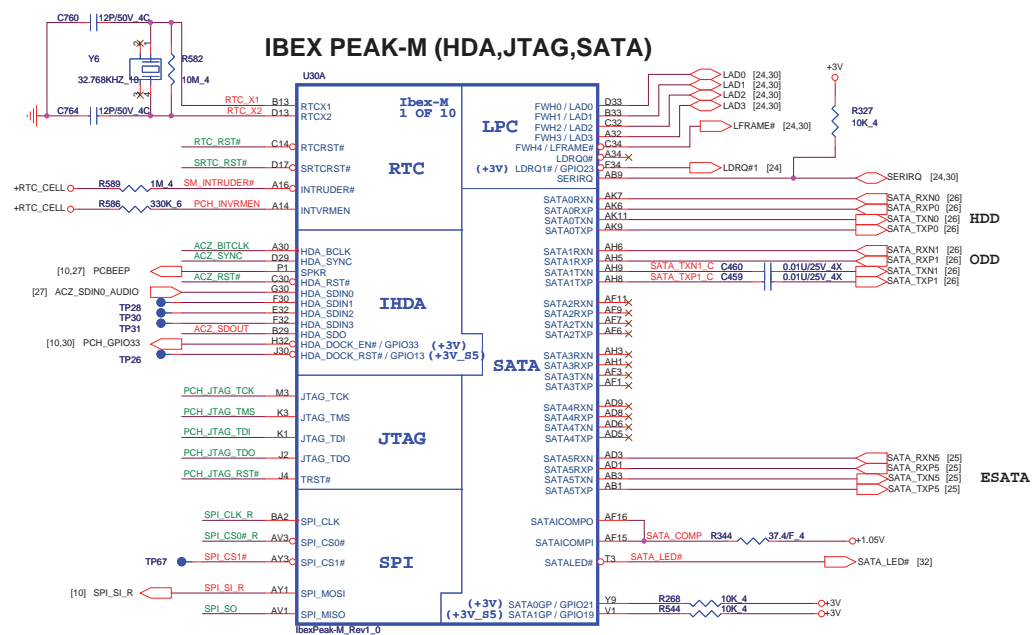 IBEX PEAK-M (HDA,JTAG,SATA)
C760 12P/50V_4C
Y6
32.768KHZ_10
2 1
3 4
R582
10M_4
C764 12P/50V_4C
U30A
Ibex-M
1 OF 10
RTC_X1 B13 RTCX1
RTC_X2 D13 RTCX2
RTC_RST# C14 RTCRST#
SRTC_RST# D17 SRTCRST#
+RTC_CELL R589 1M_4 SM_INTRUDER# A16 INTRUDER#
+RTC_CELL R586 330K_6 PCH_INVRMEN A14 INTVRMEN
RTC
ACZ_BITCLK A30 HDA_BCLK
ACZ_SYNC D29 HDA_SYNC
[10,27] PCBEEP P1 SPKR
ACZ_RST# C30 HDA_RST#
[27] ACZ_SDIN0_AUDIO G30 HDA_SDIN0
TP28 F30 HDA_SDIN1
TP30 E32 HDA_SDIN2
TP31 F32 HDA_SDIN3
ACZ_SDOUT B29 HDA_SDO
[10,30] PCH_GPIO33 H32 HDA_DOCK_EN# / GPIO33 (+3V)
TP26 J30 HDA_DOCK_RST# / GPIO13 (+3V_S5)
IHDA
PCH_JTAG_TCK M3 JTAG_TCK
PCH_JTAG_TMS K3 JTAG_TMS
PCH_JTAG_TDI K1 JTAG_TDI
PCH_JTAG_TDO J2 JTAG_TDO
PCH_JTAG_RST# J4 TRST#
JTAG
SPI_CLK_R BA2 SPI_CLK
SPI_CS0#_R AV3 SPI_CS0#
TP67 SPI_CS1# AY3 SPI_CS1#
[10] SPI_SI_R SPI_SI_R AY1 SPI_MOSI
SPI_SO AV1 SPI_MISO
SPI
IbexPeak-M_Rev1_0
LPC
FWH0 / LAD0 D33 LAD0 [24,30]
FWH1 / LAD1 B33 LAD1 [24,30]
FWH2 / LAD2 C32 LAD2 [24,30]
FWH3 / LAD3 A32 LAD3 [24,30]
FWH4 / LFRAME# C34 LFRAME# [24,30]
LDRQ0# A34
(+3V) LDRQ1# / GPIO23 F34 LDRQ#1 [24]
SERIRQ AB9 SERIRQ [24,30]
+3V
R327
10K_4
SATA
SATA0RXN AK7 SATA_RXN0 [26]
SATA0RXP AK6 SATA_RXP0 [26]
SATA0TXN AK11 SATA_TXN0 [26]
SATA0TXP AK9 SATA_TXP0 [26]
HDD
SATA1RXN AH6 SATA_RXN1 [26]
SATA1RXP AH5 SATA_RXP1 [26]
SATA1TXN AH9 SATA_TXN1_C C460 0.01U/25V_4X SATA_TXN1 [26]
SATA1TXP AH8 SATA_TXP1_C C459 0.01U/25V_4X SATA_TXP1 [26]
ODD
SATA2RXN AF11
SATA2RXP AF9
SATA2TXN AF7
SATA2TXP AF6
SATA3RXN AH3
SATA3RXP AH1
SATA3TXN AF3
SATA3TXP AF1
SATA4RXN AD9
SATA4RXP AD8
SATA4TXN AD6
SATA4TXP AD5
SATA5RXN AD3 SATA_RXN5 [25]
SATA5RXP AD1 SATA_RXP5 [25]
SATA5TXN AB3 SATA_TXN5 [25]
SATA5TXP AB1 SATA_TXP5 [25]
ESATA
SATAICOMPO AF16
SATAICOMPI AF15 SATA_COMP R344 37.4/F_4 +1.05V
SATALED# T3 SATA_LED# SATA_LED# [32]
(+3V) SATA0GP / GPIO21 Y9 R268 10K_4 +3V
(+3V_S5) SATA1GP / GPIO19 V1 R544 10K_4 +3V